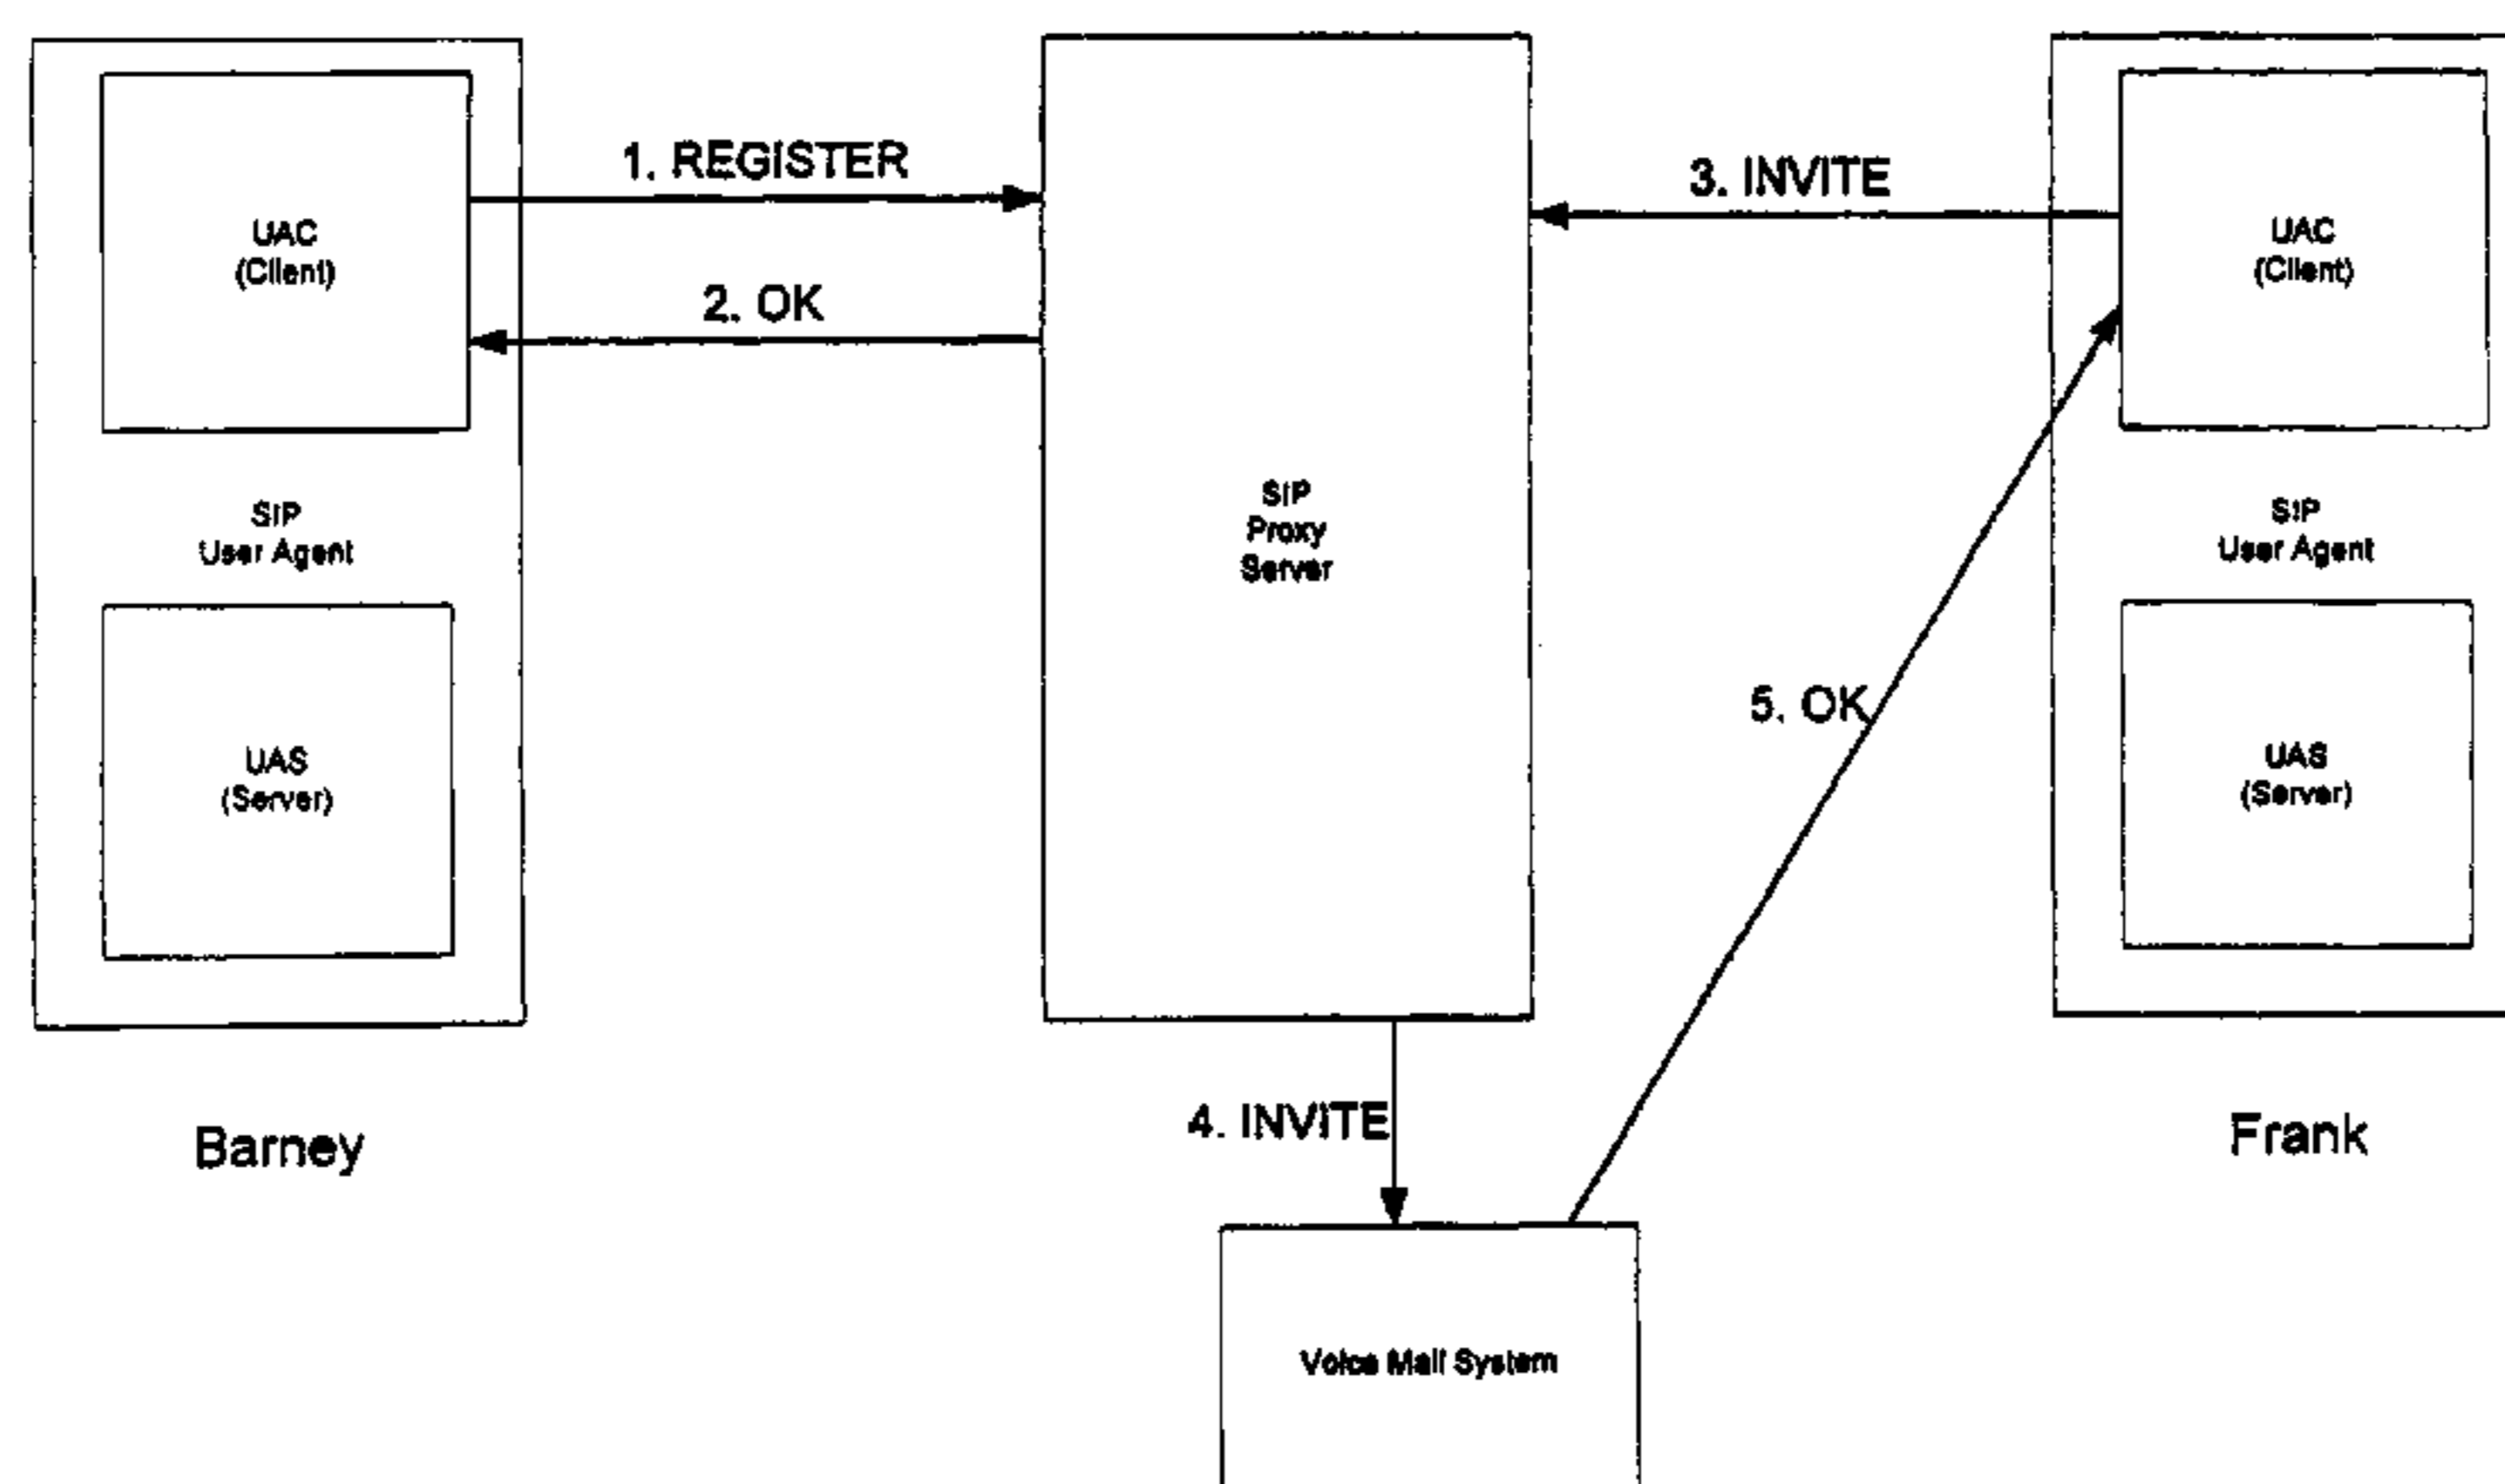 1. REGISTER
3. INVITE
UAC
(Client)
UAC
(Client)
2. OK
SIP
User Agent
SIP
Proxy
Server
SIP
User Agent
5. OK
UAS
(Server)
UAS
(Server)
4. INVITE
Barney
Frank
Voice Mail System